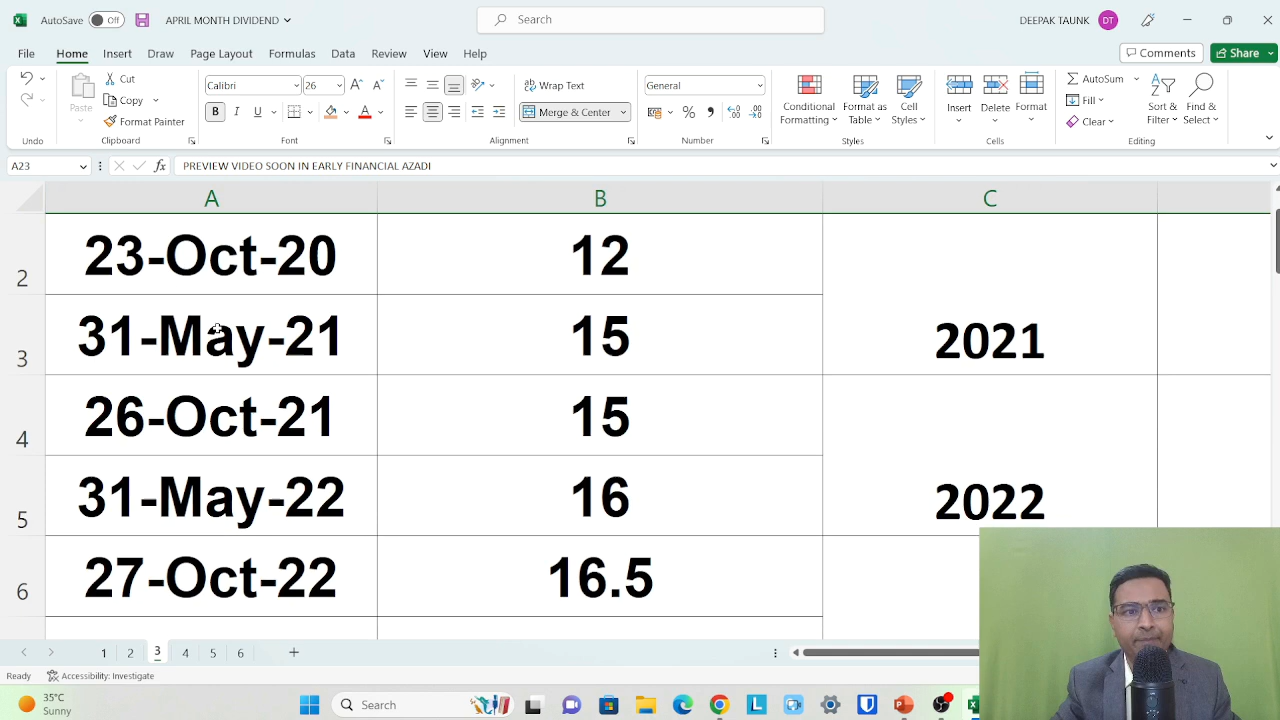 AutoSave Off APRIL MONTH DIVIDEND Search DEEPAK TAUNK DT
File Home Insert Draw Page Layout Formulas Data Review View Help Comments Share
Paste Cut Calibri 26 Wrap Text General Conditional Formatting Format as Table Cell Styles Insert Delete Format AutoSum Sort & Filter Find & Select
Copy Fill
Format Painter B I U Merge & Center Clear
Undo Clipboard Font Alignment Number Styles Cells Editing
A23 fx PREVIEW VIDEO SOON IN EARLY FINANCIAL AZADI
A B C
2 23-Oct-20 12
3 31-May-21 15 2021
4 26-Oct-21 15
5 31-May-22 16 2022
6 27-Oct-22 16.5
1 2 3 4 5 6
Ready Accessibility: Investigate
35°C
Sunny
Search